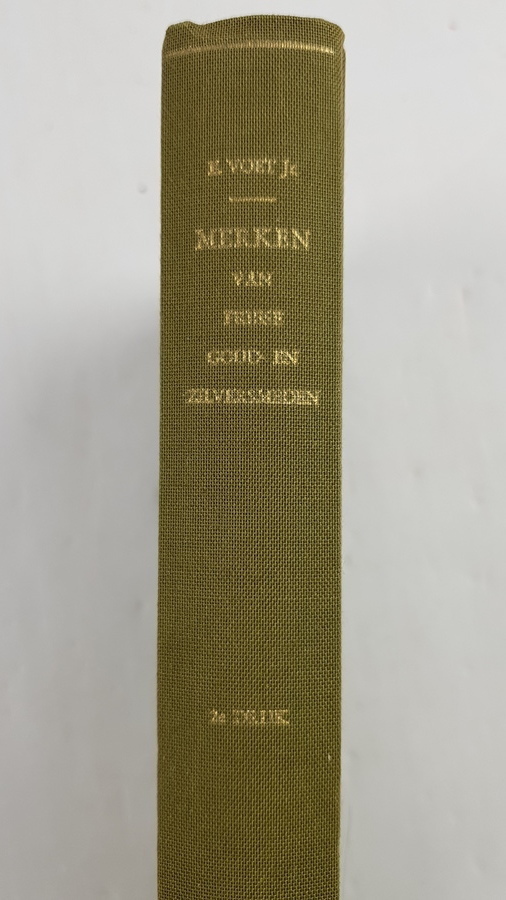 E. VOET Jr.
MERKEN
VAN
FRIESE
GOUD- EN
ZILVERSMEDEN
2e DRUK